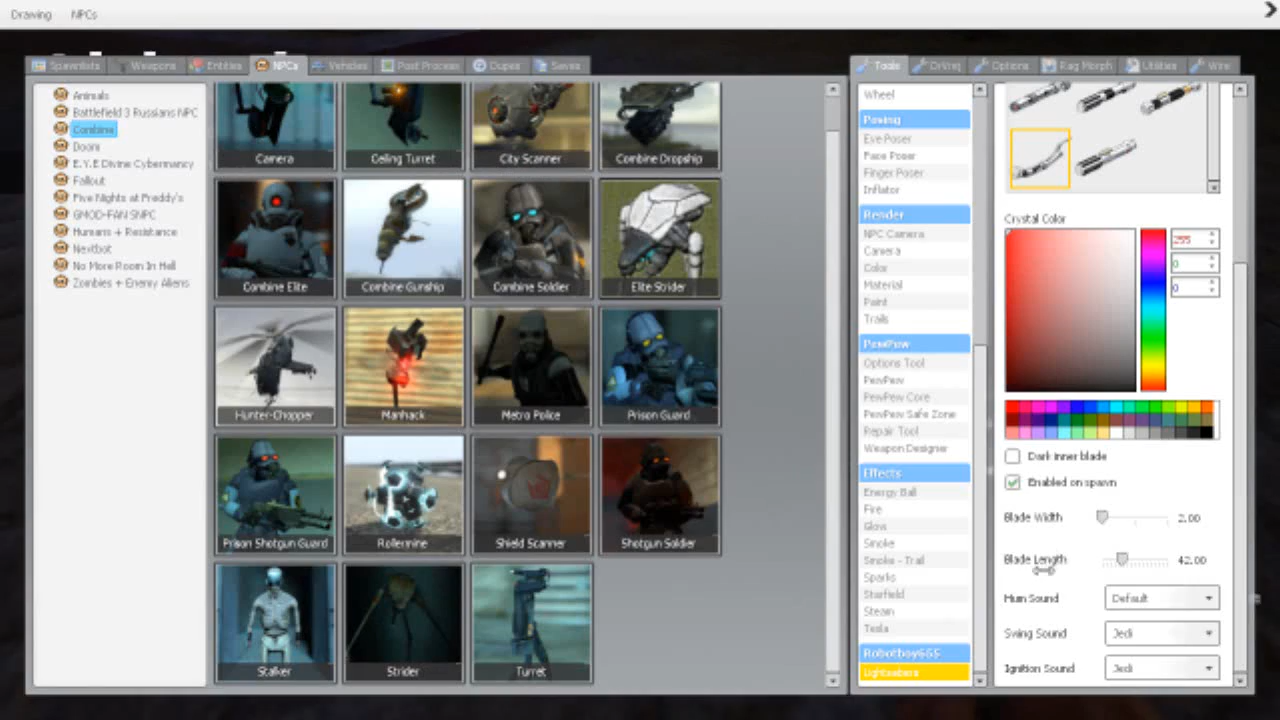 Drawing NPCs
Spawnlists Weapons Entities NPCs Vehicles Post Process Dupes Saves
Tools Options Rag Morph Utilities Wire
Animals
Battlefield 3 Russians NPC
Combine
Doom
E.Y.E Divine Cybermancy
Fallout
Five Nights at Freddy's
GMOD-FAN SNPC
Humans + Resistance
Nextbot
No More Room In Hell
Zombies + Enemy Aliens
Camera Ceiling Turret City Scanner Combine Dropship
Combine Elite Combine Gunship Combine Soldier Elite Strider
Hunter-Chopper Manhack Metro Police Prison Guard
Prison Shotgun Guard Rollermine Shield Scanner Shotgun Soldier
Stalker Strider Turret
Wheel
Posing
Eye Poser
Face Poser
Finger Poser
Inflator
Render
NPC Camera
Camera
Color
Material
Paint
Trails
PewPew
Options Tool
PewPew
PewPew Core
PewPew Safe Zone
Repair Tool
Weapon Designer
Effects
Energy Ball
Fire
Glow
Smoke
Smoke - Trail
Sparks
Starfield
Steam
Tesla
Robotboy655
Lightsabers
Crystal Color
255
0
0
Dark inner blade
Enabled on spawn
Blade Width 2.00
Blade Length 42.00
Hum Sound Default
Swing Sound Jedi
Ignition Sound Jedi